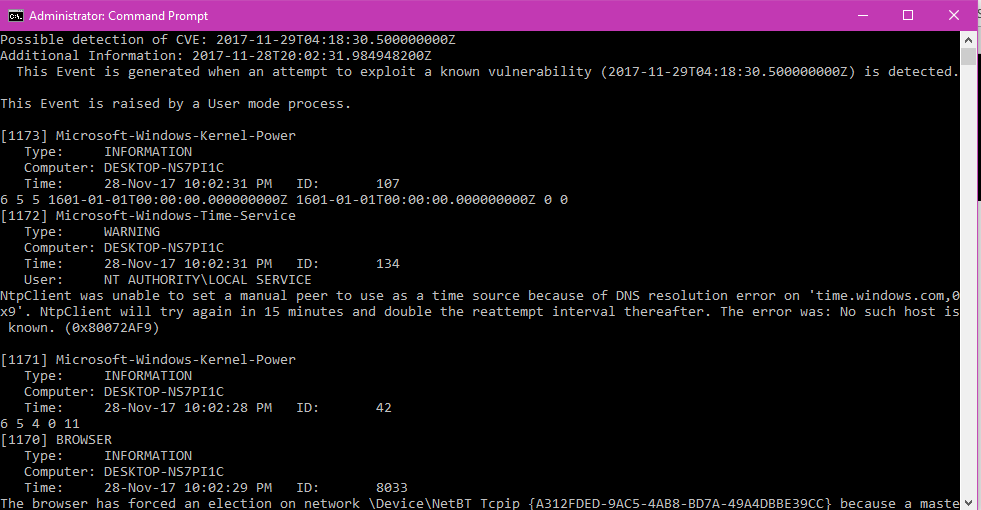 Administrator: Command Prompt
Possible detection of CVE: 2017-11-29T04:18:30.500000000Z
Additional Information: 2017-11-28T20:02:31.984948200Z
  This Event is generated when an attempt to exploit a known vulnerability (2017-11-29T04:18:30.500000000Z) is detected.
This Event is raised by a User mode process.
[1173] Microsoft-Windows-Kernel-Power
   Type:     INFORMATION
   Computer: DESKTOP-NS7PI1C
   Time:     28-Nov-17 10:02:31 PM   ID:       107
6 5 5 1601-01-01T00:00:00.000000000Z 1601-01-01T00:00:00.000000000Z 0 0
[1172] Microsoft-Windows-Time-Service
   Type:     WARNING
   Computer: DESKTOP-NS7PI1C
   Time:     28-Nov-17 10:02:31 PM   ID:       134
   User:     NT AUTHORITY\LOCAL SERVICE
NtpClient was unable to set a manual peer to use as a time source because of DNS resolution error on 'time.windows.com,0
x9'. NtpClient will try again in 15 minutes and double the reattempt interval thereafter. The error was: No such host is
 known. (0x80072AF9)
[1171] Microsoft-Windows-Kernel-Power
   Type:     INFORMATION
   Computer: DESKTOP-NS7PI1C
   Time:     28-Nov-17 10:02:28 PM   ID:       42
6 5 4 0 11
[1170] BROWSER
   Type:     INFORMATION
   Computer: DESKTOP-NS7PI1C
   Time:     28-Nov-17 10:02:29 PM   ID:       8033
The browser has forced an election on network \Device\NetBT_Tcpip_{A312FDED-9AC5-4AB8-BD7A-49A4DBBE39CC} because a maste